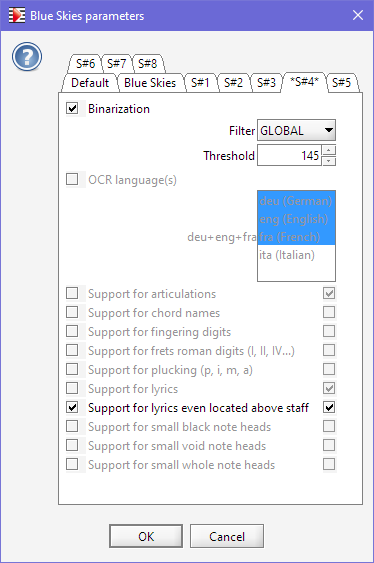 Blue Skies parameters
?
S#6 S#7 S#8
Default Blue Skies S#1 S#2 S#3 *S#4* S#5
Binarization
Filter GLOBAL
Threshold 145
OCR language(s)
deu (German)
eng (English)
deu+eng+fra fra (French)
ita (Italian)
Support for articulations
Support for chord names
Support for fingering digits
Support for frets roman digits (I, II, IV...)
Support for plucking (p, i, m, a)
Support for lyrics
Support for lyrics even located above staff
Support for small black note heads
Support for small void note heads
Support for small whole note heads
OK Cancel